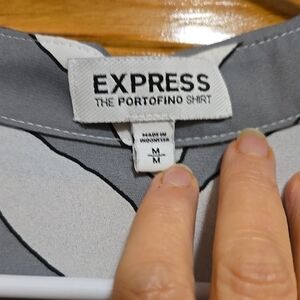 EXPRESS
THE PORTOFINO SHIRT
MADE IN
INDONESIA
M
M